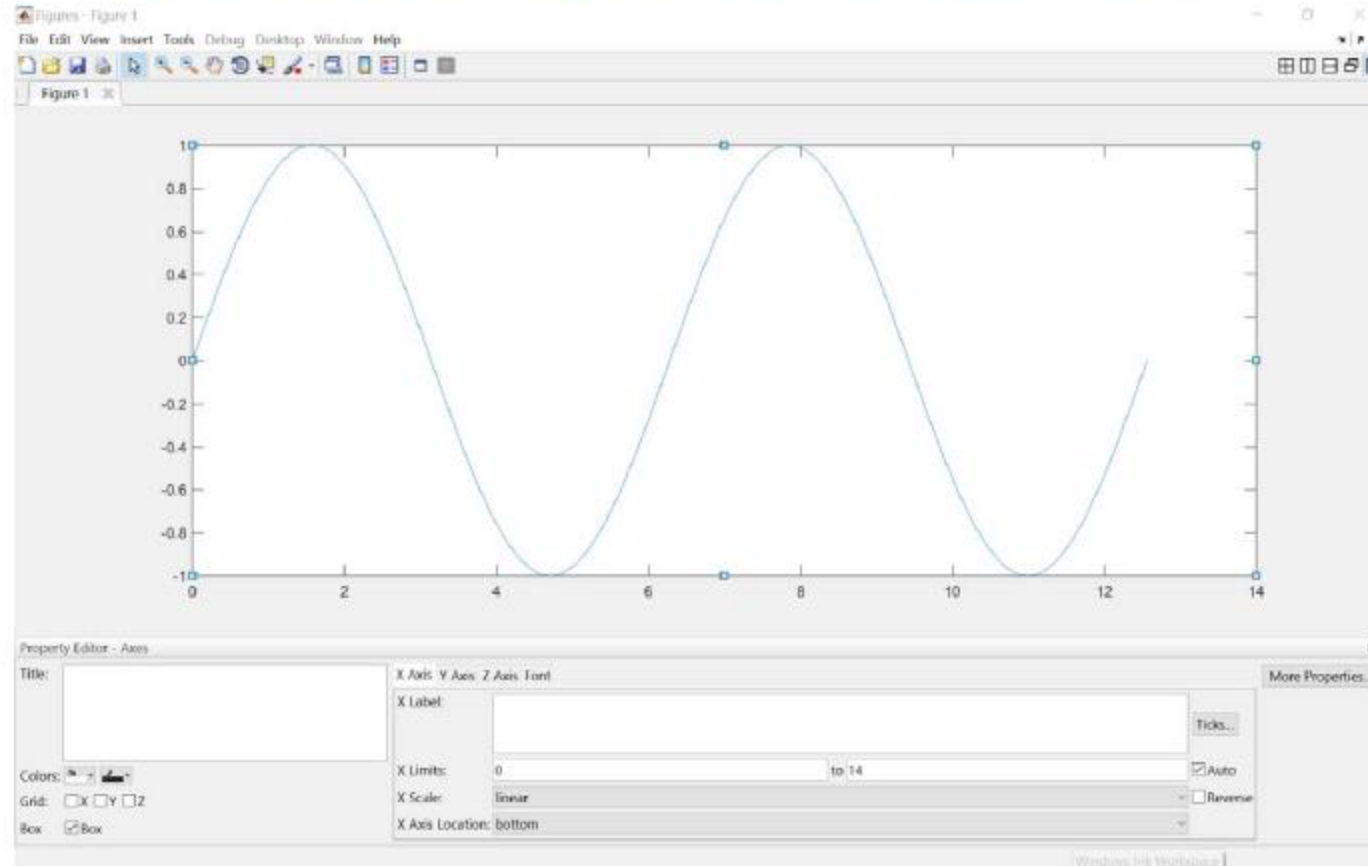 Figures - Figure 1
File Edit View Insert Tools Debug Desktop Window Help
Figure 1
1
0.8
0.6
0.4
0.2
0
-0.2
-0.4
-0.6
-0.8
-1
0 2 4 6 8 10 12 14
Property Editor - Axes
Title:
X Axis Y Axis Z Axis Font
More Properties.
X Label:
Ticks...
Colors:
X Limits: 0 to 14 Auto
Grid: X Y Z
X Scale: linear Reverse
Box Box
X Axis Location: bottom
Windows Ink Workspace